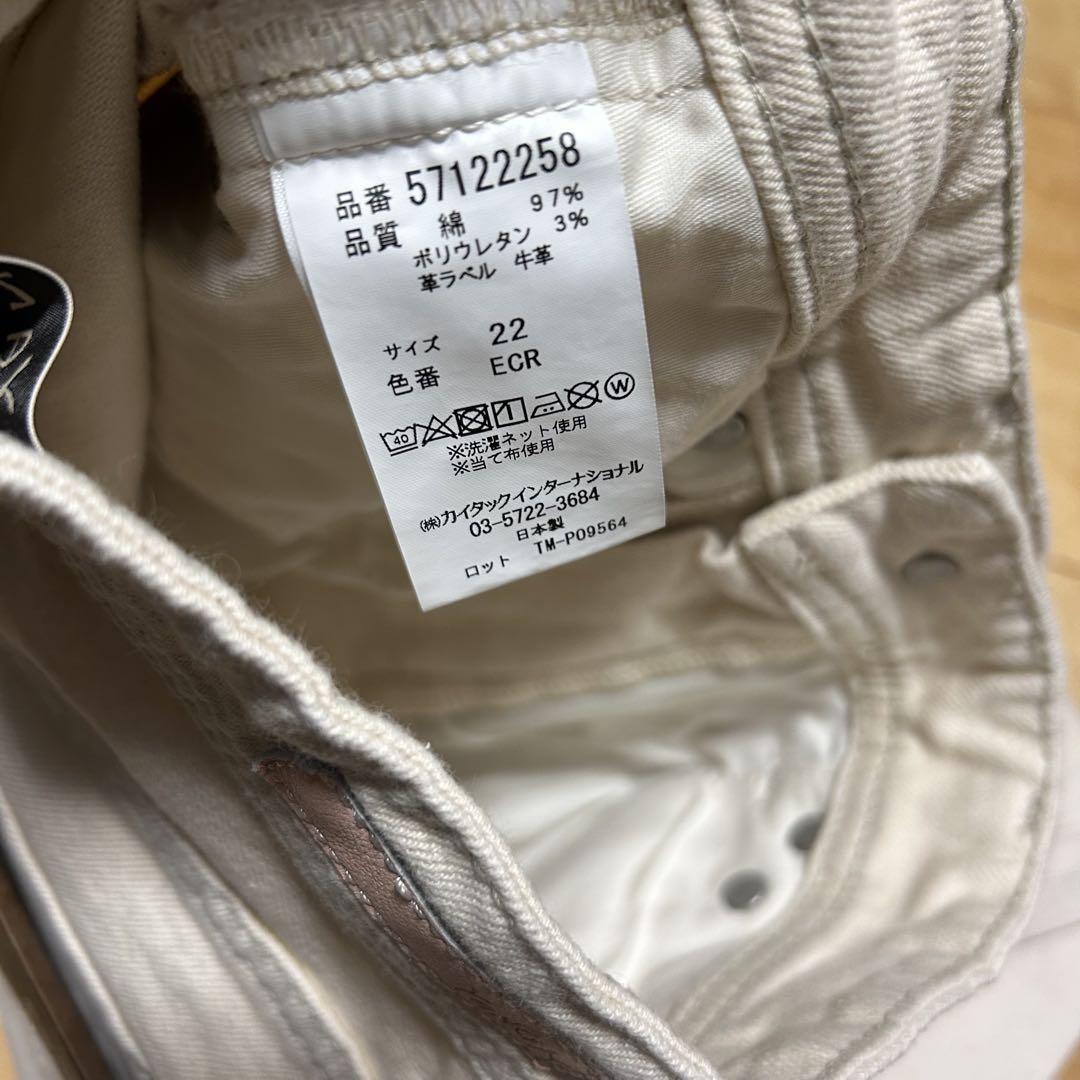 品番 57122258
品質 綿 97%
ポリウレタン 3%
革ラベル 牛革
サイズ 22
色番 ECR
40 W
※洗濯ネット使用
※当て布使用
㈱カイタックインターナショナル
03-5722-3684
日本製
ロット TM-P09564